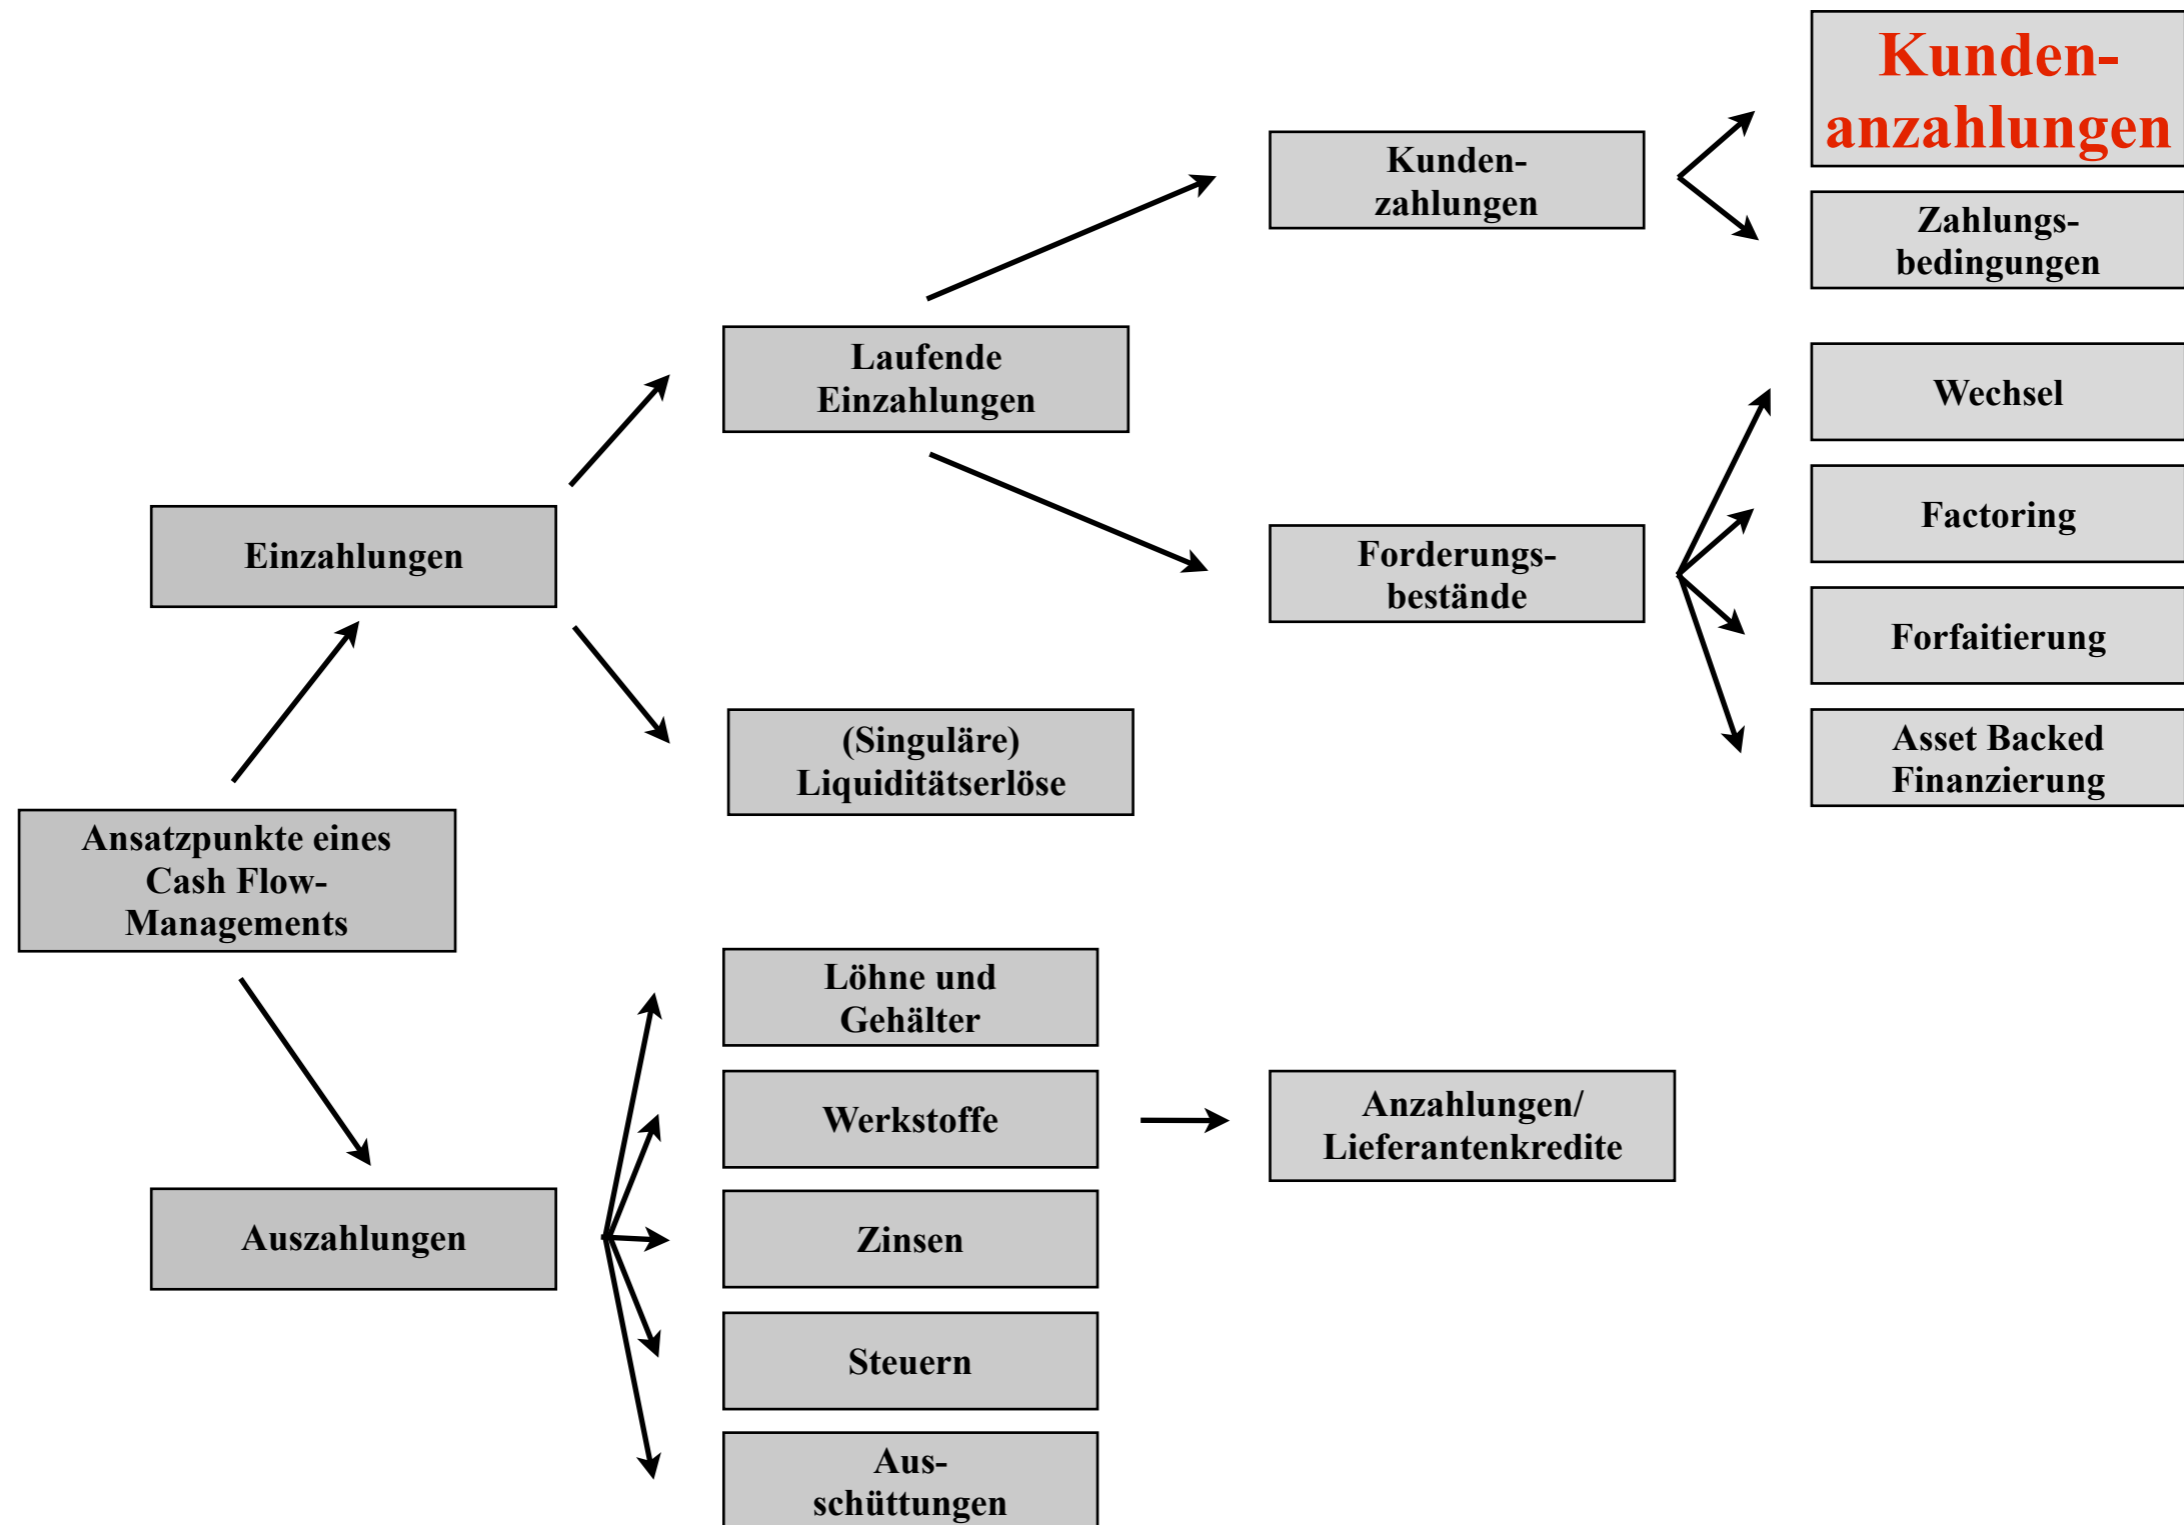 Kunden-
anzahlungen
Kunden-
zahlungen
Zahlungs-
bedingungen
Laufende
Einzahlungen
Wechsel
Factoring
Einzahlungen
Forderungs-
bestände
Forfaitierung
(Singuläre)
Liquiditätserlöse
Asset Backed
Finanzierung
Ansatzpunkte eines
Cash Flow-
Managements
Löhne und
Gehälter
Werkstoffe
Anzahlungen/
Lieferantenkredite
Auszahlungen
Zinsen
Steuern
Aus-
schüttungen